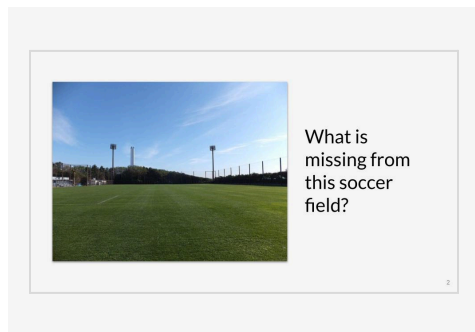 What is
missing from
this soccer
field?
2